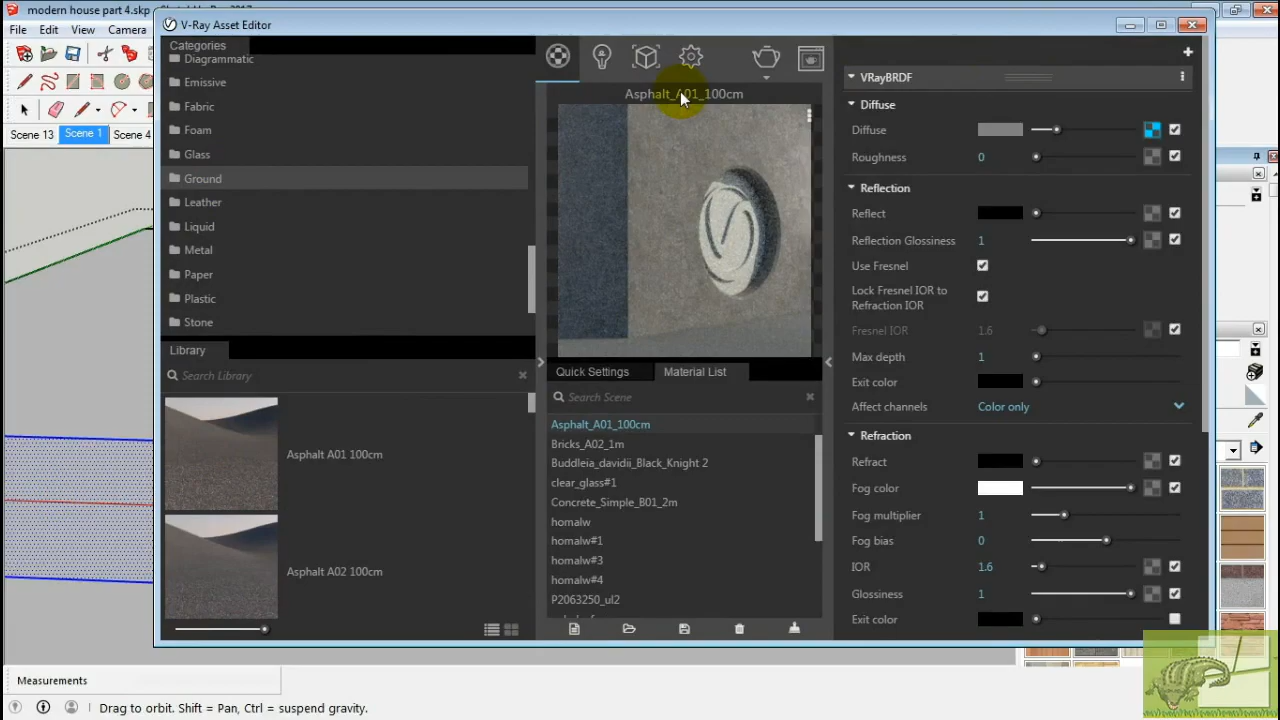 modern house part 4.skp
V-Ray Asset Editor
File
Edit
View
Camera
Scene 13
Scene 1
Scene 4
Categories
Diagrammatic
Emissive
Fabric
Foam
Glass
Ground
Leather
Liquid
Metal
Paper
Plastic
Stone
Library
Search Library
Asphalt A01 100cm
Asphalt A02 100cm
Asphalt_A01_100cm
Quick Settings
Material List
Search Scene
Asphalt_A01_100cm
Bricks_A02_1m
Buddleia_davidii_Black_Knight 2
clear_glass#1
Concrete_Simple_B01_2m
homalw
homalw#1
homalw#3
homalw#4
P2063250_ul2
VRayBRDF
Diffuse
Diffuse
Roughness 0
Reflection
Reflect
Reflection Glossiness 1
Use Fresnel
Lock Fresnel IOR to
Refraction IOR
Fresnel IOR 1.6
Max depth 1
Exit color
Affect channels Color only
Refraction
Refract
Fog color
Fog multiplier 1
Fog bias 0
IOR 1.6
Glossiness 1
Exit color
Measurements
Drag to orbit. Shift = Pan, Ctrl = suspend gravity.